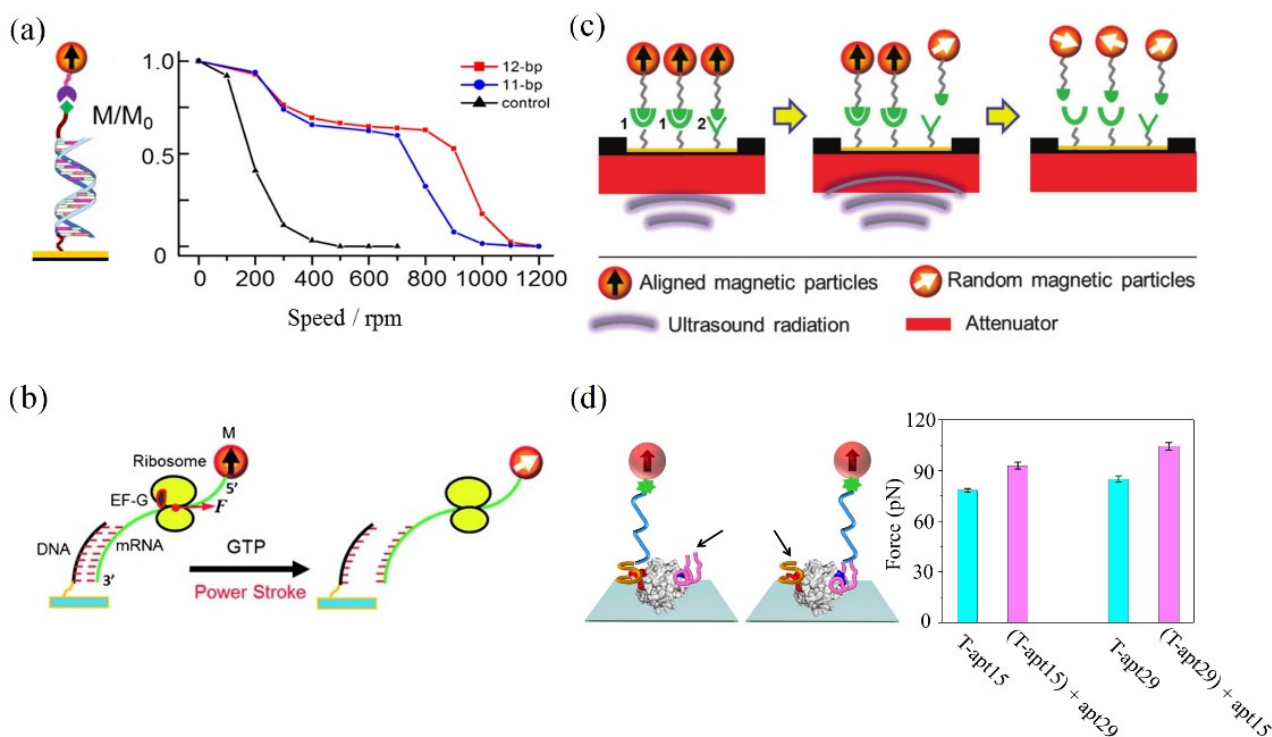 (a)
M/M0
1.0
0.5
0
12-bp
11-bp
control
0 200 400 600 800 1000 1200
Speed / rpm
(c)
1 1 2
Aligned magnetic particles
Random magnetic particles
Ultrasound radiation
Attenuator
(b)
M
Ribosome
5'
EF-G
F
DNA
mRNA
GTP
3'
Power Stroke
(d)
Force (pN)
120
90
60
30
0
T-apt15
(T-apt15) + apt29
T-apt29
(T-apt29) + apt15